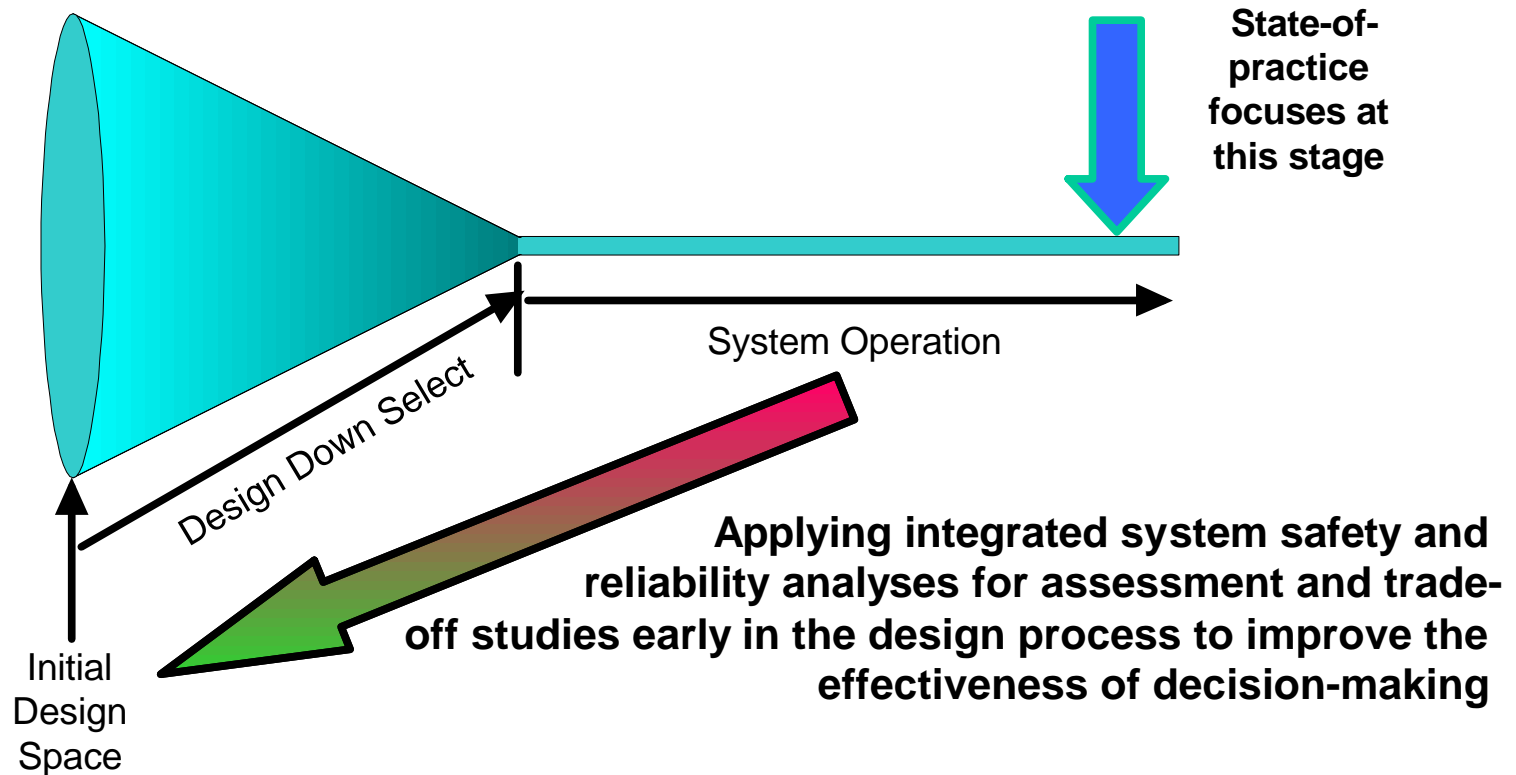 State-of-
practice
focuses at
this stage
System Operation
Design Down Select
Applying integrated system safety and
reliability analyses for assessment and trade-
off studies early in the design process to improve the
effectiveness of decision-making
Initial
Design
Space